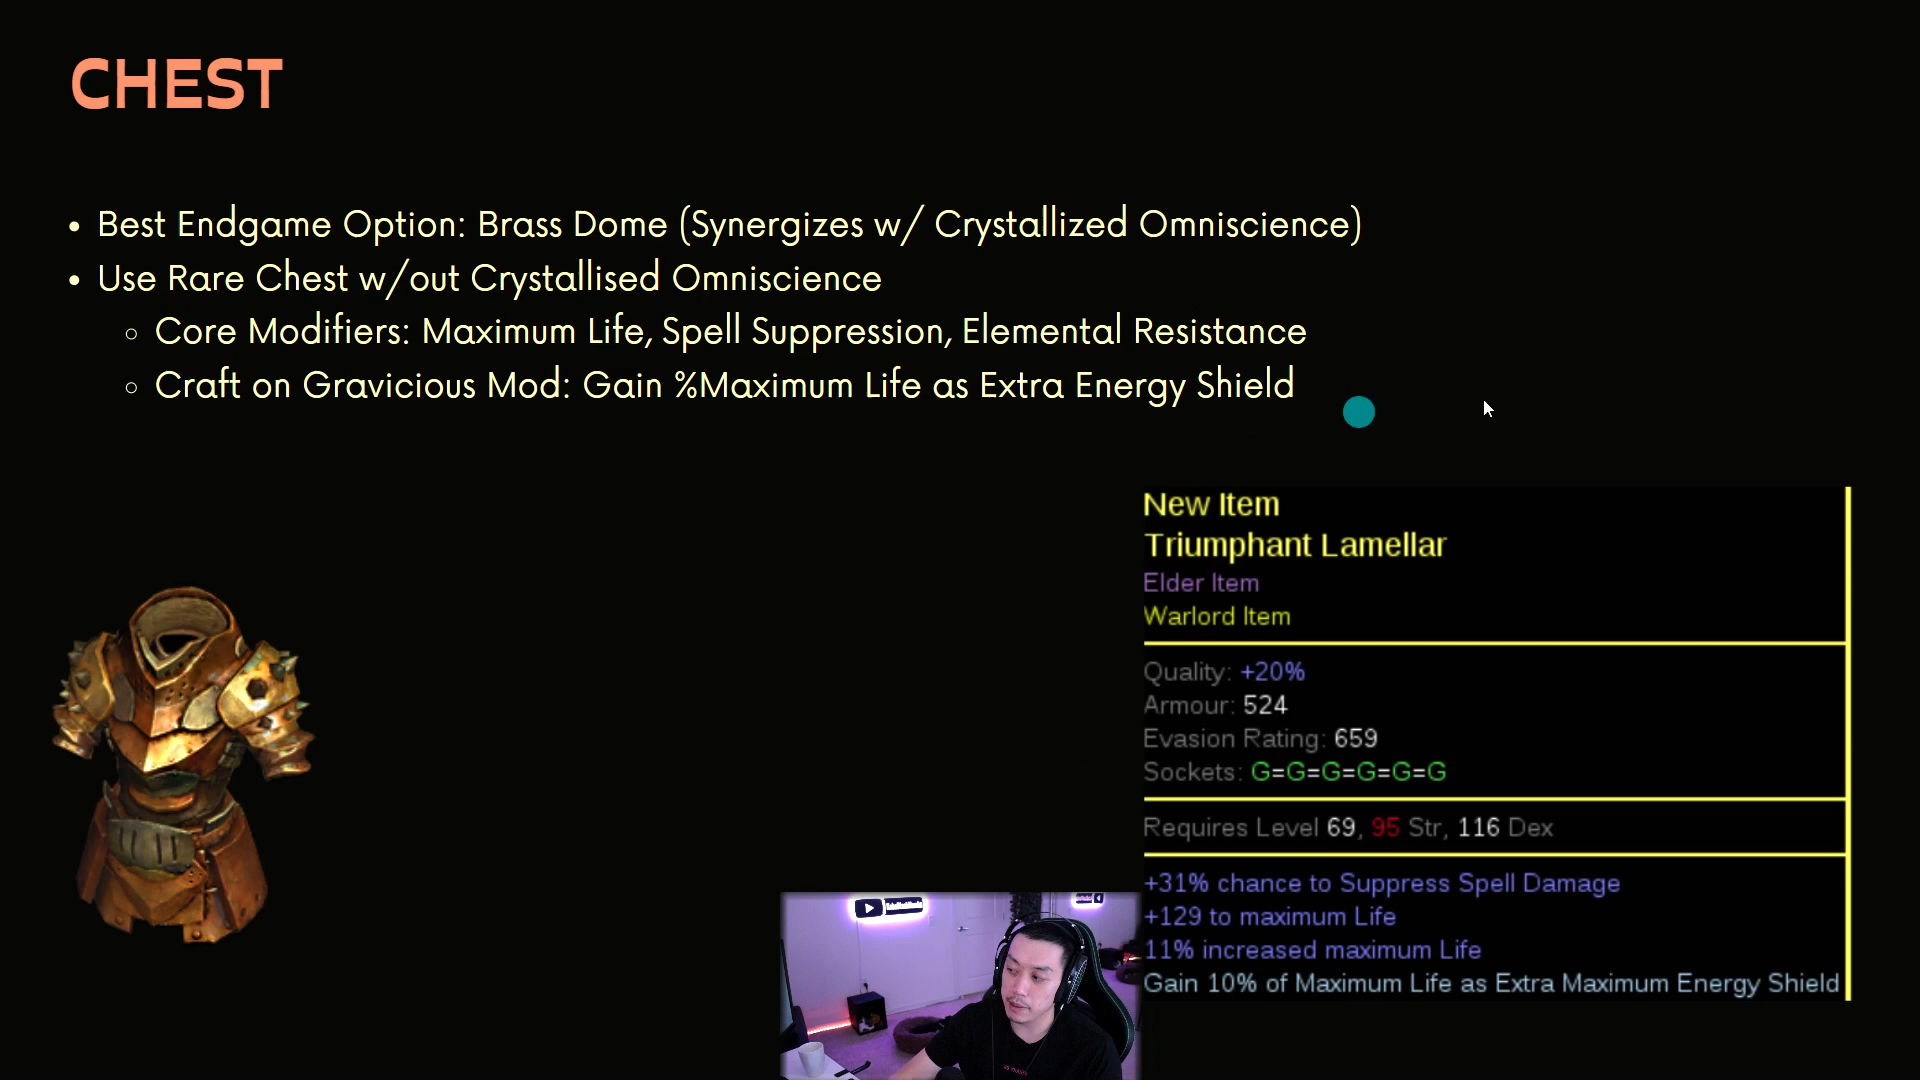 CHEST
Best Endgame Option: Brass Dome (Synergizes w/ Crystallized Omniscience)
Use Rare Chest w/out Crystallised Omniscience
Core Modifiers: Maximum Life, Spell Suppression, Elemental Resistance
Craft on Gravicious Mod: Gain %Maximum Life as Extra Energy Shield
New Item
Triumphant Lamellar
Elder Item
Warlord Item
Quality: +20%
Armour: 524
Evasion Rating: 659
Sockets: G=G=G=G=G=G
Requires Level 69, 95 Str, 116 Dex
+31% chance to Suppress Spell Damage
+129 to maximum Life
11% increased maximum Life
Gain 10% of Maximum Life as Extra Maximum Energy Shield